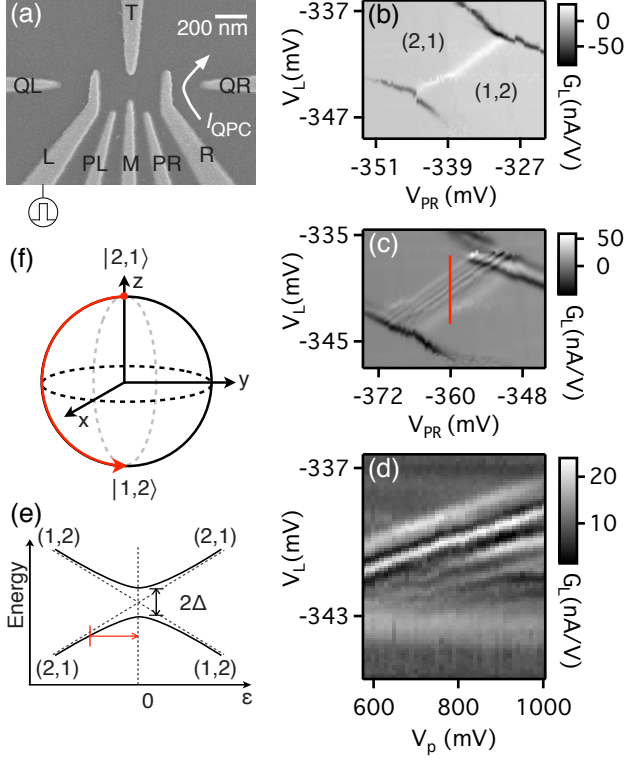 (a)
T
200 nm
QL
QR
I_QPC
L
PL
M
PR
R
(b)
-337
-347
V_L(mV)
(2,1)
(1,2)
-351
-339
-327
V_PR (mV)
0
-50
G_L(nA/V)
(c)
-335
-345
V_L(mV)
-372
-360
-348
V_PR (mV)
50
0
G_L(nA/V)
(f)
|2,1⟩
z
y
x
|1,2⟩
(d)
-337
-343
V_L(mV)
600
800
1000
V_p (mV)
20
10
G_L(nA/V)
(e)
(1,2)
(2,1)
Energy
2Δ
(2,1)
(1,2)
0
ε